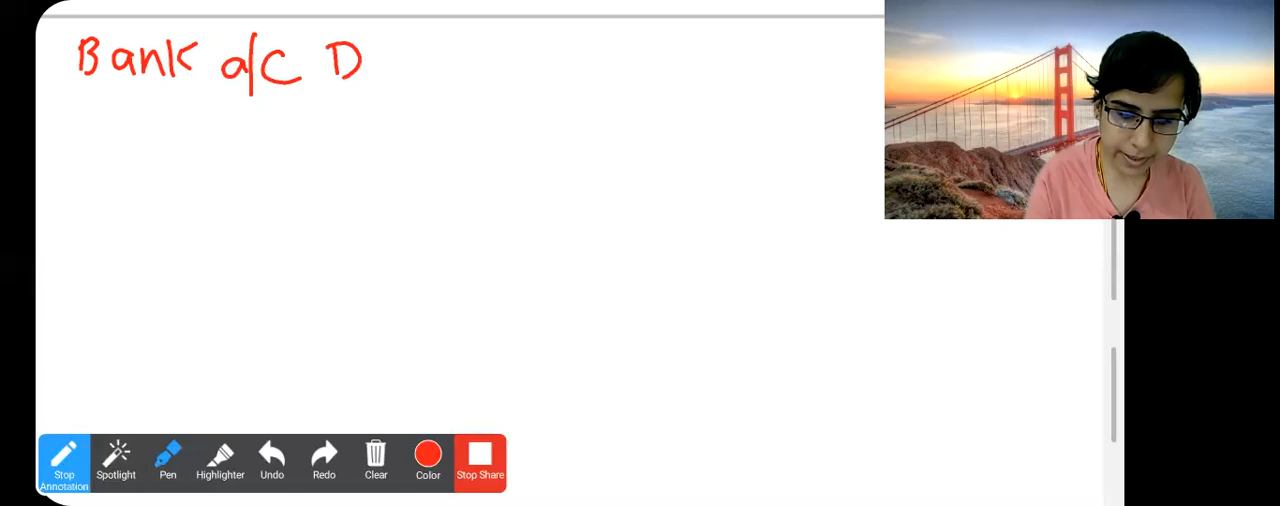 Bank a/c D
Stop Annotation
Spotlight
Pen
Highlighter
Undo
Redo
Clear
Color
Stop Share